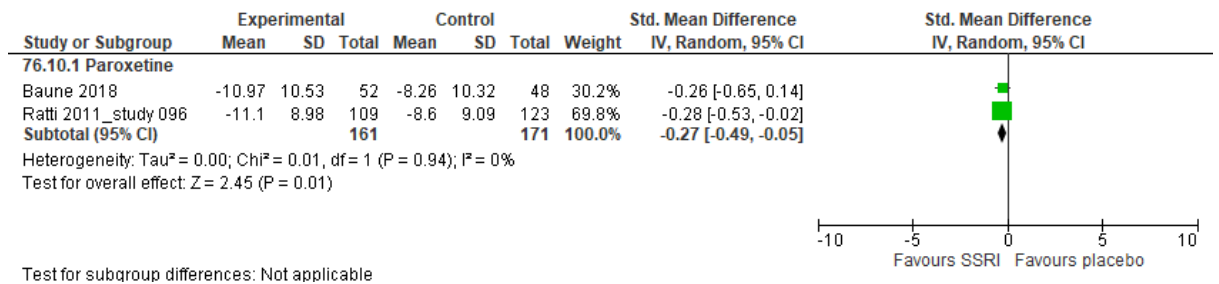 Experimental Control Std. Mean Difference Std. Mean Difference
Study or Subgroup Mean SD Total Mean SD Total Weight IV, Random, 95% CI IV, Random, 95% CI
76.10.1 Paroxetine
Baune 2018 -10.97 10.53 52 -8.26 10.32 48 30.2% -0.26 [-0.65, 0.14]
Ratti 2011_study 096 -11.1 8.98 109 -8.6 9.09 123 69.8% -0.28 [-0.53, -0.02]
Subtotal (95% CI) 161 171 100.0% -0.27 [-0.49, -0.05]
Heterogeneity: Tau² = 0.00; Chi² = 0.01, df = 1 (P = 0.94); I² = 0%
Test for overall effect: Z = 2.45 (P = 0.01)
-10 -5 0 5 10
Favours SSRI Favours placebo
Test for subgroup differences: Not applicable